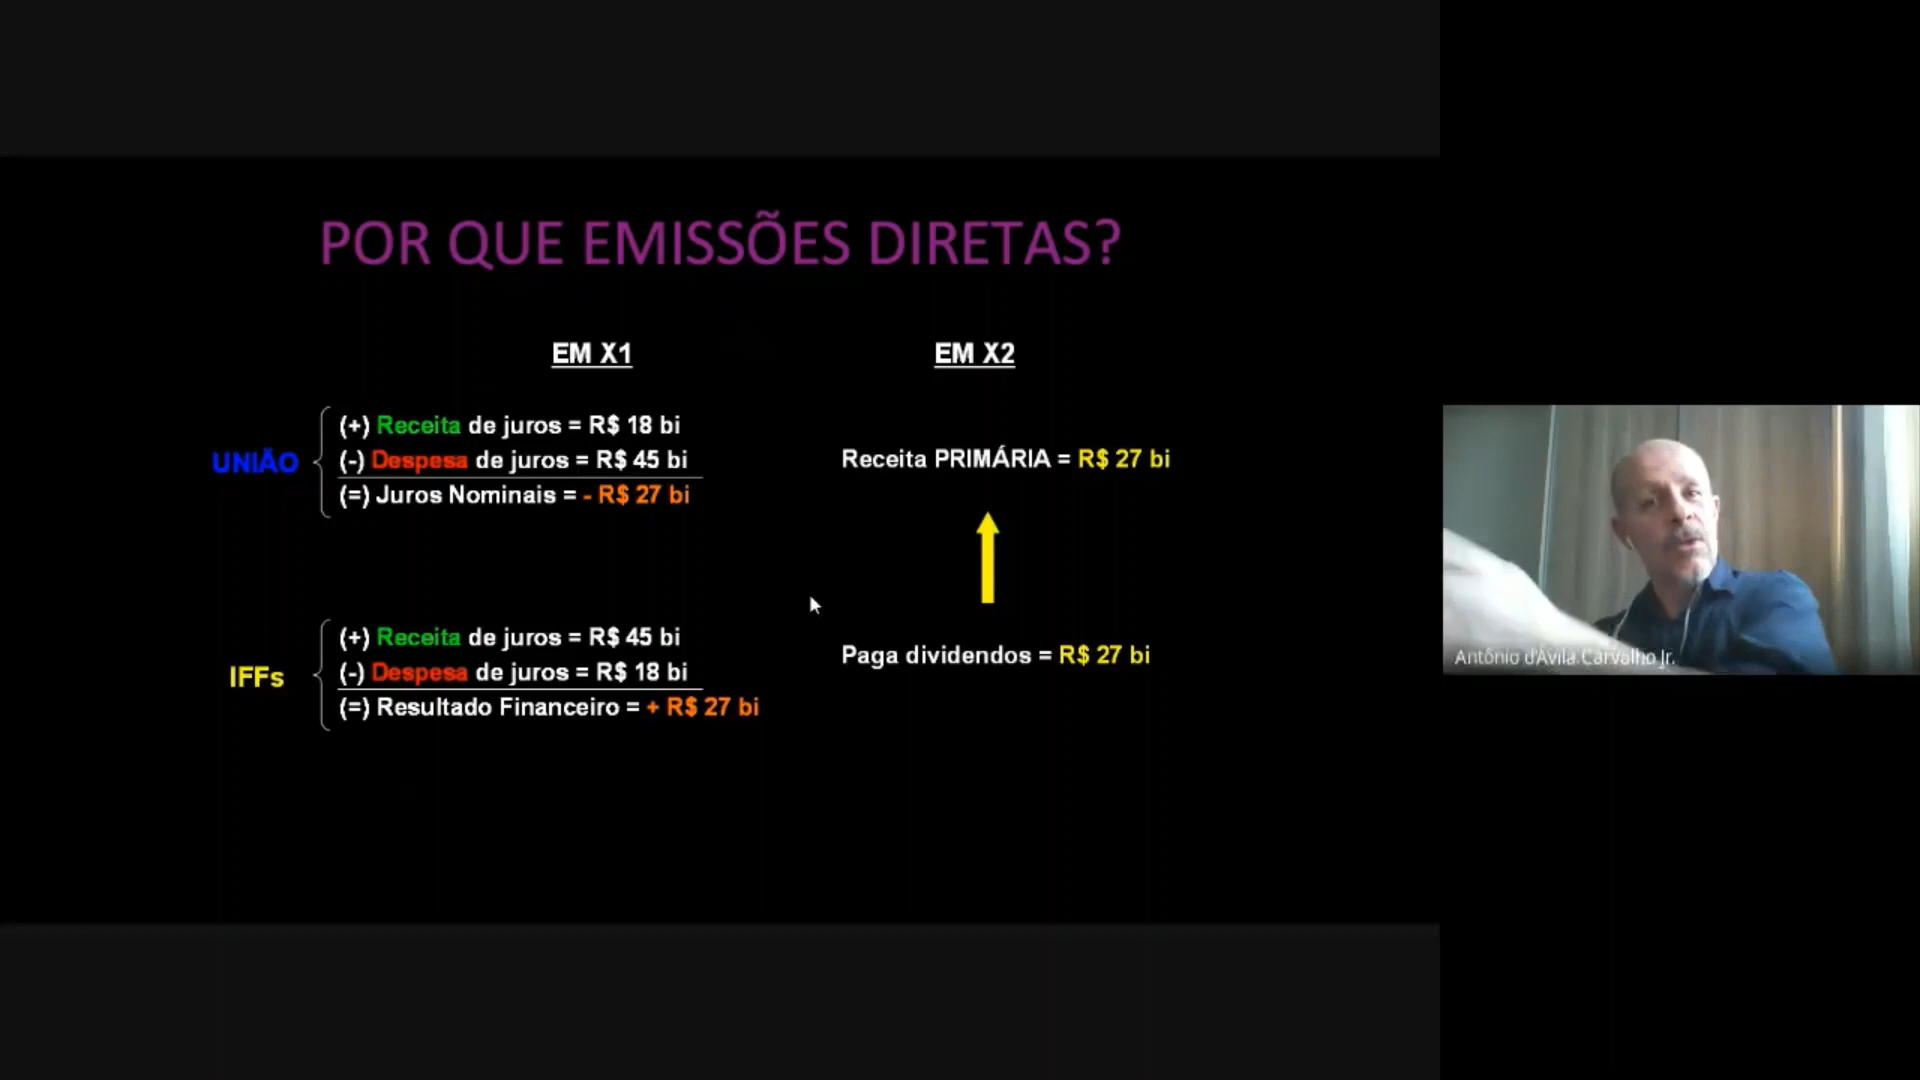 POR QUE EMISSÕES DIRETAS?
EM X1
EM X2
UNIÃO
(+) Receita de juros = R$ 18 bi
(-) Despesa de juros = R$ 45 bi
(=) Juros Nominais = - R$ 27 bi
Receita PRIMÁRIA = R$ 27 bi
IFFs
(+) Receita de juros = R$ 45 bi
(-) Despesa de juros = R$ 18 bi
(=) Resultado Financeiro = + R$ 27 bi
Paga dividendos = R$ 27 bi
Antônio d'Ávila Carvalho Jr.